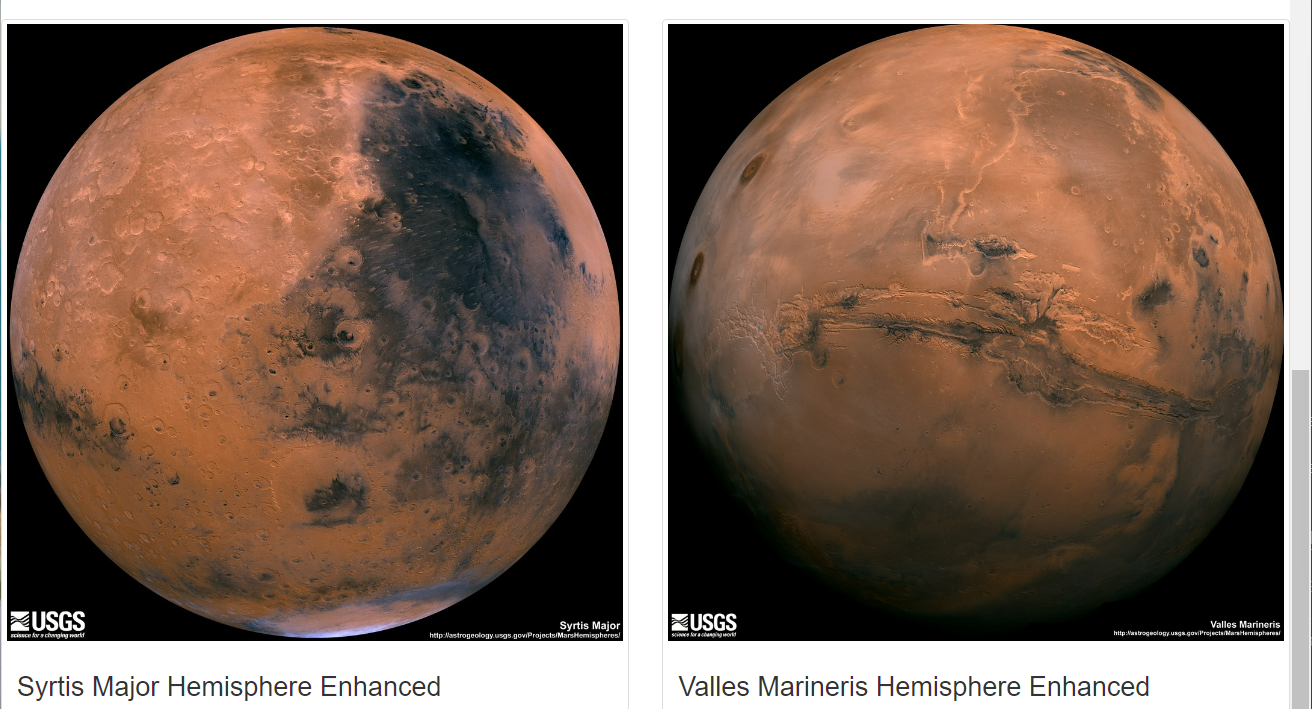 USGS
science for a changing world
Syrtis Major
http://astrogeology.usgs.gov/Projects/MarsHemispheres/
USGS
science for a changing world
Valles Marineris
http://astrogeology.usgs.gov/Projects/MarsHemispheres/
Syrtis Major Hemisphere Enhanced
Valles Marineris Hemisphere Enhanced